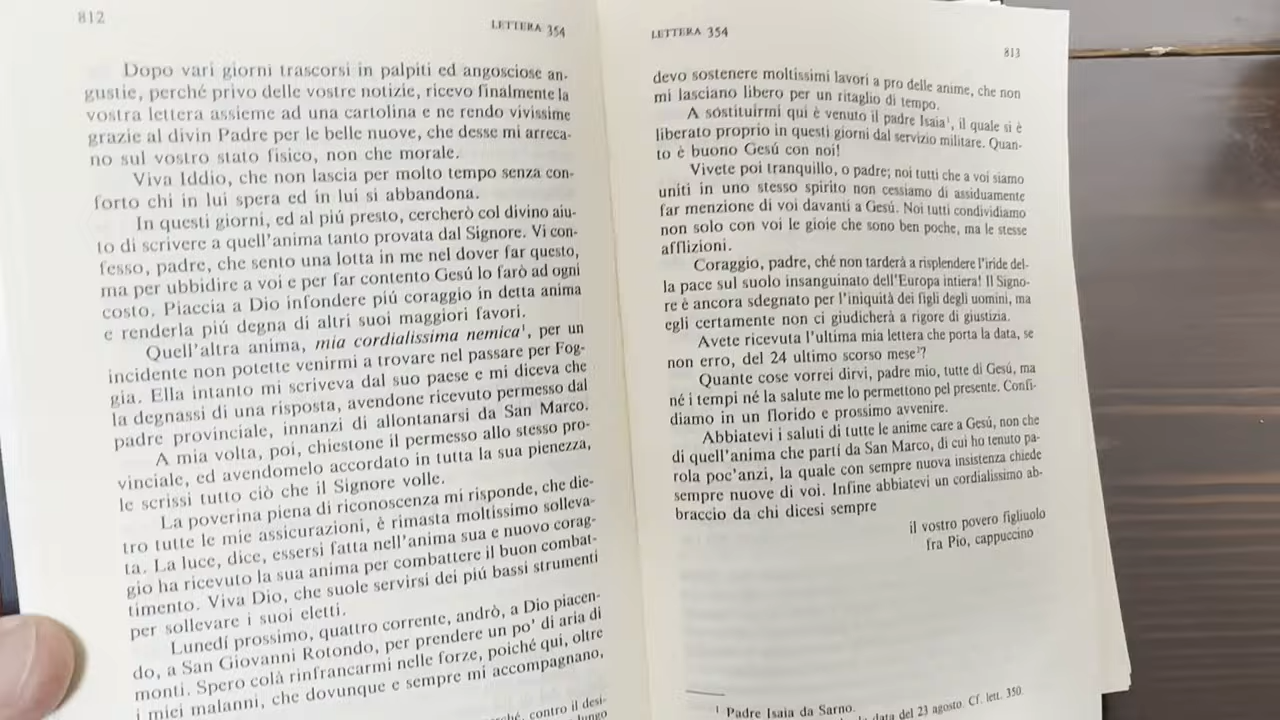 812
LETTERA 354
Dopo vari giorni trascorsi in palpiti ed angosciose an-
gustie, perché privo delle vostre notizie, ricevo finalmente la
vostra lettera assieme ad una cartolina e ne rendo vivissime
grazie al divin Padre per le belle nuove, che desse mi arreca-
no sul vostro stato fisico, non che morale.
Viva Iddio, che non lascia per molto tempo senza con-
forto chi in lui spera ed in lui si abbandona.
In questi giorni, ed al piú presto, cercherò col divino aiu-
to di scrivere a quell'anima tanto provata dal Signore. Vi con-
fesso, padre, che sento una lotta in me nel dover far questo,
ma per ubbidire a voi e per far contento Gesú lo farò ad ogni
costo. Piaccia a Dio infondere piú coraggio in detta anima
e renderla piú degna di altri suoi maggiori favori.
Quell'altra anima, mia cordialissima nemica¹, per un
incidente non potette venirmi a trovare nel passare per Fog-
gia. Ella intanto mi scriveva dal suo paese e mi diceva che
la degnassi di una risposta, avendone ricevuto permesso dal
padre provinciale, innanzi di allontanarsi da San Marco.
A mia volta, poi, chiestone il permesso allo stesso pro-
vinciale, ed avendomelo accordato in tutta la sua pienezza,
le scrissi tutto ciò che il Signore volle.
La poverina piena di riconoscenza mi risponde, che die-
tro tutte le mie assicurazioni, è rimasta moltissimo solleva-
ta. La luce, dice, essersi fatta nell'anima sua e nuovo corag-
gio ha ricevuto la sua anima per combattere il buon combat-
timento. Viva Dio, che suole servirsi dei piú bassi strumenti
per sollevare i suoi eletti.
Lunedí prossimo, quattro corrente, andrò, a Dio piacen-
do, a San Giovanni Rotondo, per prendere un po' di aria di
monti. Spero colà rinfrancarmi nelle forze, poiché qui, oltre
i miei malanni, che dovunque e sempre mi accompagnano,
contro il desi-
lungo
LETTERA 354
813
devo sostenere moltissimi lavori a pro delle anime, che non
mi lasciano libero per un ritaglio di tempo.
A sostituirmi qui è venuto il padre Isaia¹, il quale si è
liberato proprio in questi giorni dal servizio militare. Quan-
to è buono Gesú con noi!
Vivete poi tranquillo, o padre; noi tutti che a voi siamo
uniti in uno stesso spirito non cessiamo di assiduamente
far menzione di voi davanti a Gesú. Noi tutti condividiamo
non solo con voi le gioie che sono ben poche, ma le stesse
afflizioni.
Coraggio, padre, ché non tarderà a risplendere l'iride del-
la pace sul suolo insanguinato dell'Europa intiera! Il Signo-
re è ancora sdegnato per l'iniquità dei figli degli uomini, ma
egli certamente non ci giudicherà a rigore di giustizia.
Avete ricevuta l'ultima mia lettera che porta la data, se
non erro, del 24 ultimo scorso mese²?
Quante cose vorrei dirvi, padre mio, tutte di Gesú, ma
né i tempi né la salute me lo permettono pel presente. Confi-
diamo in un florido e prossimo avvenire.
Abbiatevi i saluti di tutte le anime care a Gesú, non che
di quell'anima che partí da San Marco, di cui ho tenuto pa-
rola poc'anzi, la quale con sempre nuova insistenza chiede
sempre nuove di voi. Infine abbiatevi un cordialissimo ab-
braccio da chi dicesi sempre
il vostro povero figliuolo
fra Pio, cappuccino
¹ Padre Isaia da Sarno.
data del 23 agosto. Cf. lett. 350.